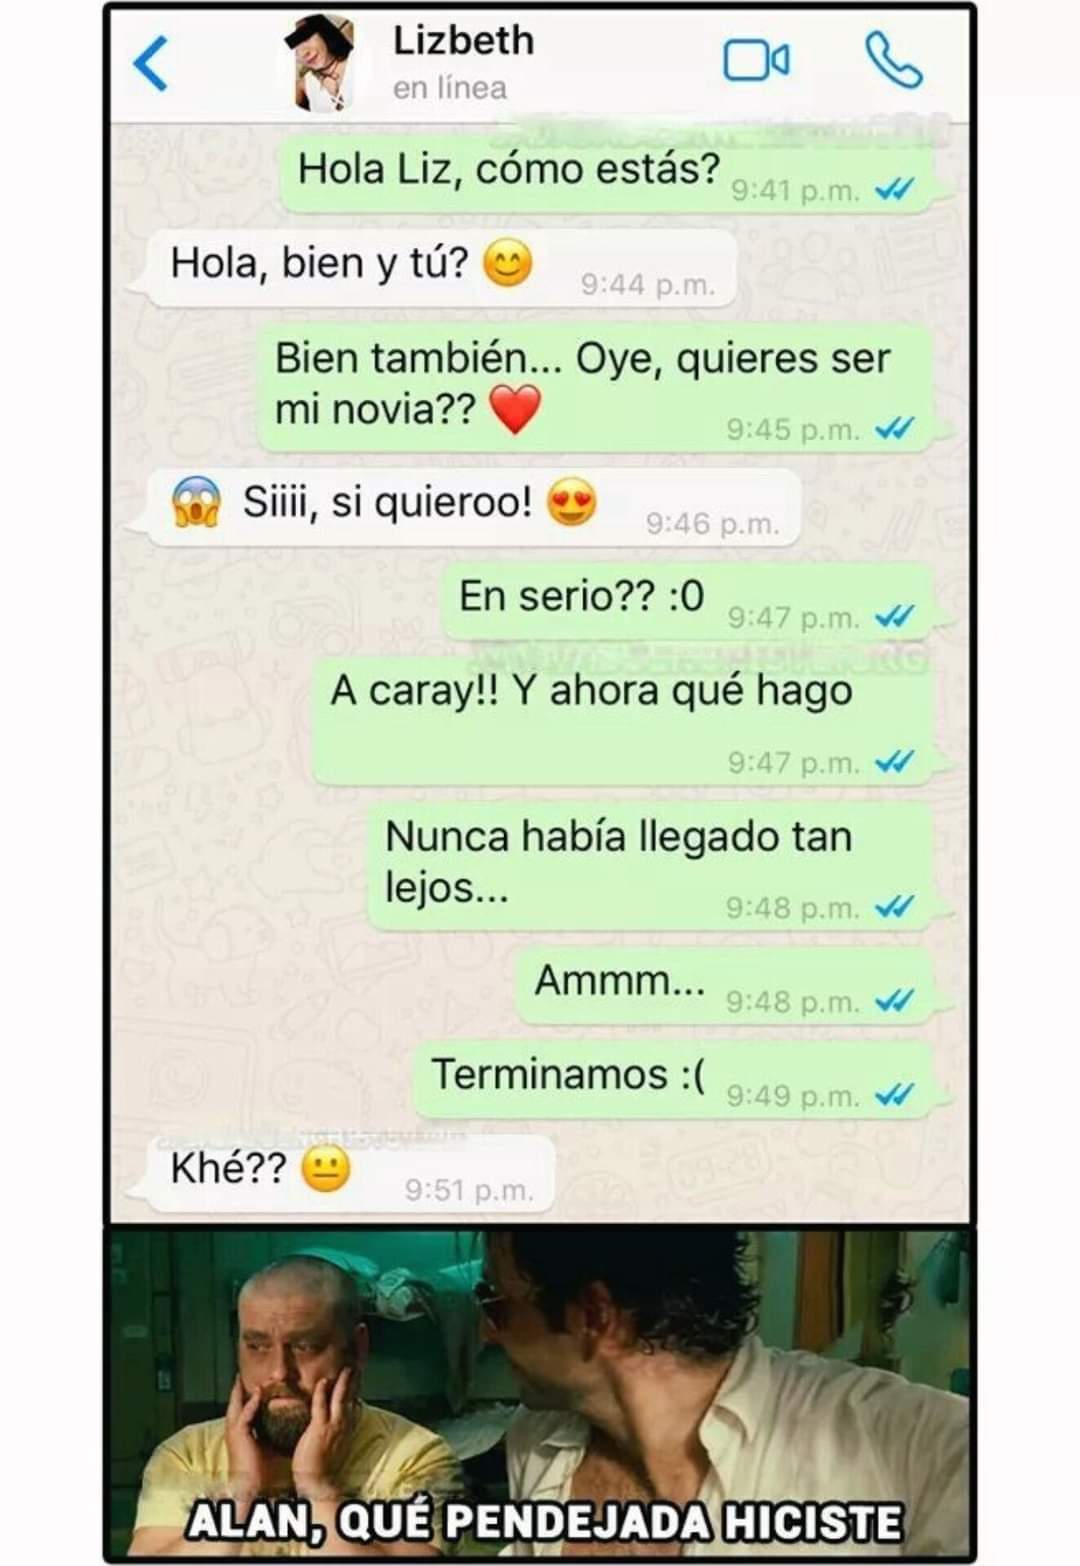 Lizbeth
en línea
Hola Liz, cómo estás?
9:41 p.m.
Hola, bien y tú? 😊
9:44 p.m.
Bien también... Oye, quieres ser
mi novia?? ❤️
9:45 p.m.
😱 Siiii, si quieroo! 😍
9:46 p.m.
En serio?? :0
9:47 p.m.
A caray!! Y ahora qué hago
9:47 p.m.
Nunca había llegado tan
lejos...
9:48 p.m.
Ammm...
9:48 p.m.
Terminamos :(
9:49 p.m.
Khé?? 😐
9:51 p.m.
ALAN, QUÉ PENDEJADA HICISTE